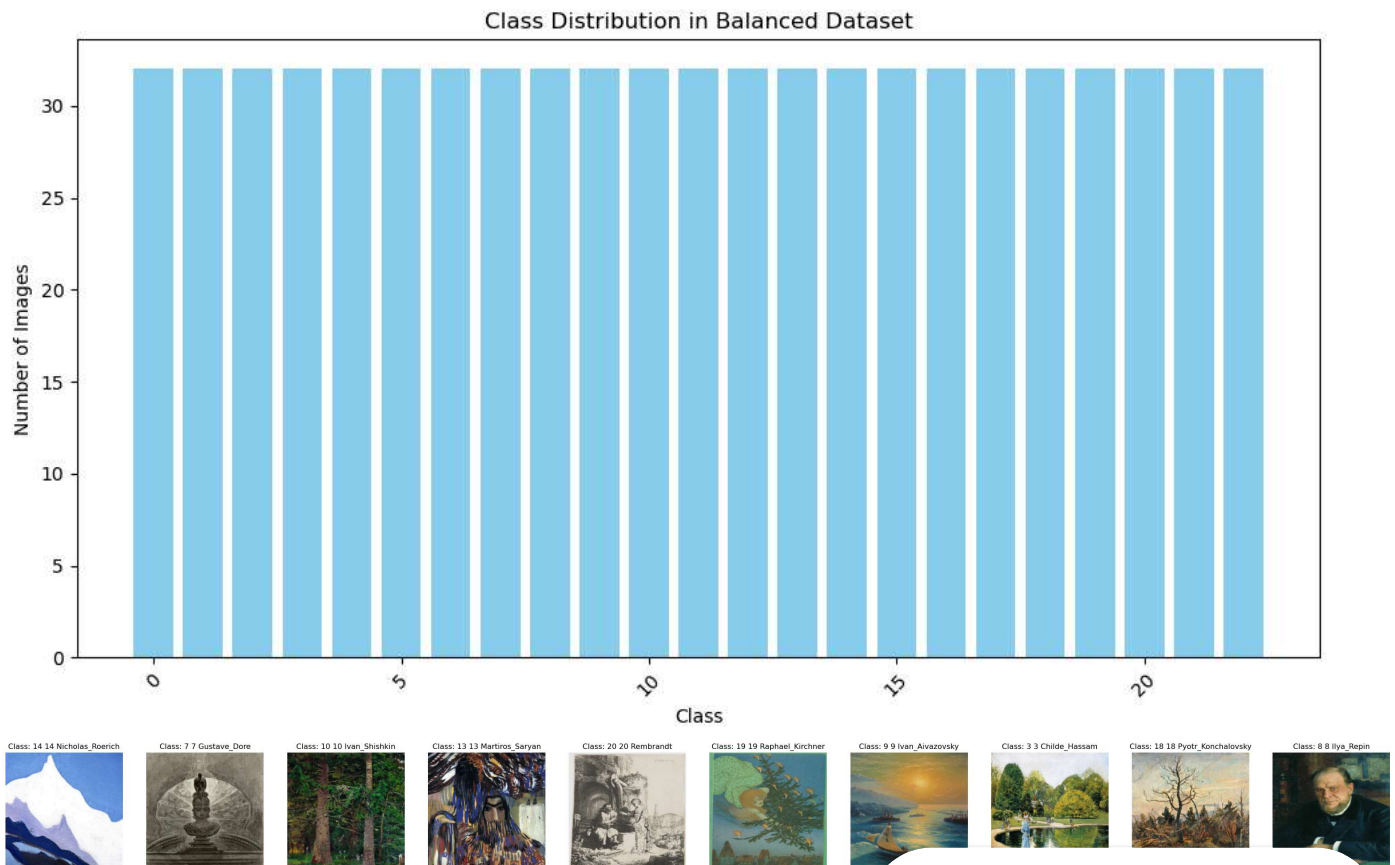 Class Distribution in Balanced Dataset
Number of Images
30
25
20
15
10
5
0
0 5 10 15 20
Class
Class: 14 14 Nicholas_Roerich
Class: 7 7 Gustave_Dore
Class: 10 10 Ivan_Shishkin
Class: 13 13 Martiros_Saryan
Class: 20 20 Rembrandt
Class: 19 19 Raphael_Kirchner
Class: 9 9 Ivan_Aivazovsky
Class: 3 3 Childe_Hassam
Class: 18 18 Pyotr_Konchalovsky
Class: 8 8 Ilya_Repin